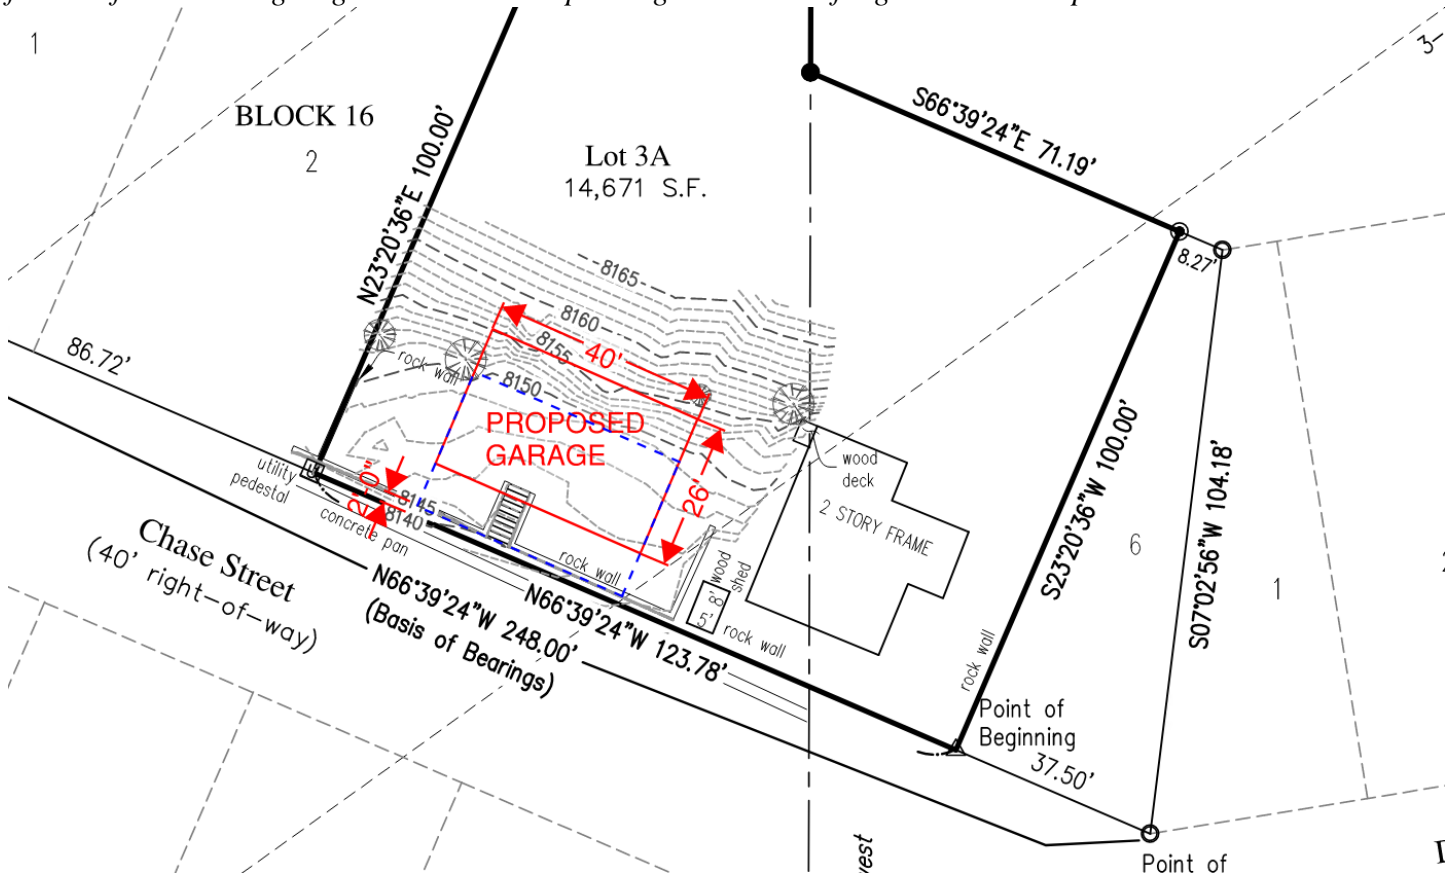 1
BLOCK 16
2
Lot 3A
14,671 S.F.
S66°39'24"E 71.19'
3
N23°20'36"E 100.00'
8.27'
8165
8160
8155
8150
40'
86.72'
rock wall
PROPOSED
GARAGE
26'
2'-0"
8145
8140
utility
pedestal
concrete pan
rock wall
wood
deck
2 STORY FRAME
wood
shed
8'
5'
rock wall
rock wall
S23°20'36"W 100.00'
6
S07°02'56"W 104.18'
1
2
Chase Street
(40' right-of-way)
N66°39'24"W 248.00'
(Basis of Bearings)
N66°39'24"W 123.78'
Point of
Beginning
37.50'
Point of